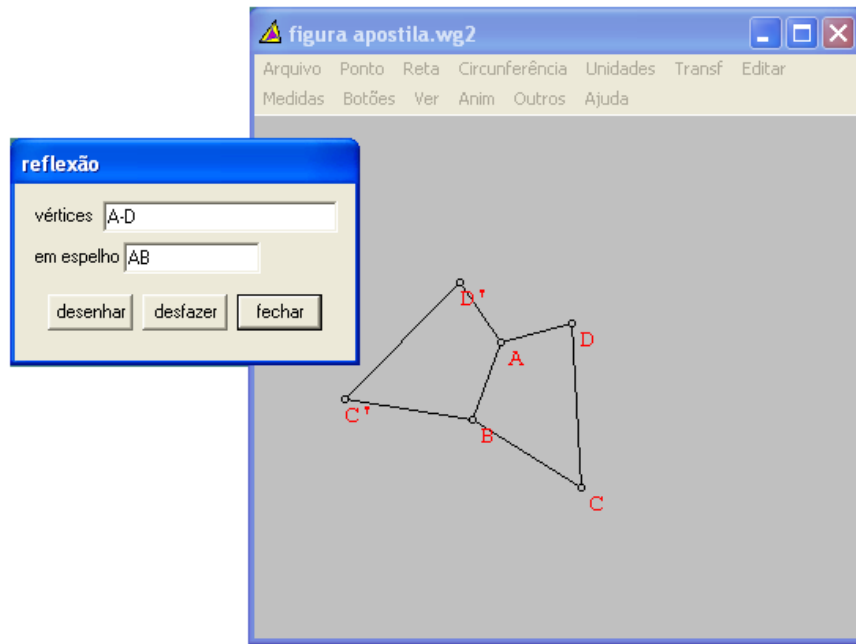 figura apostila.wg2
Arquivo Ponto Reta Circunferência Unidades Transf Editar
Medidas Botões Ver Anim Outros Ajuda
reflexão
vértices A-D
em espelho AB
desenhar desfazer fechar
D'
D
A
C'
B
C